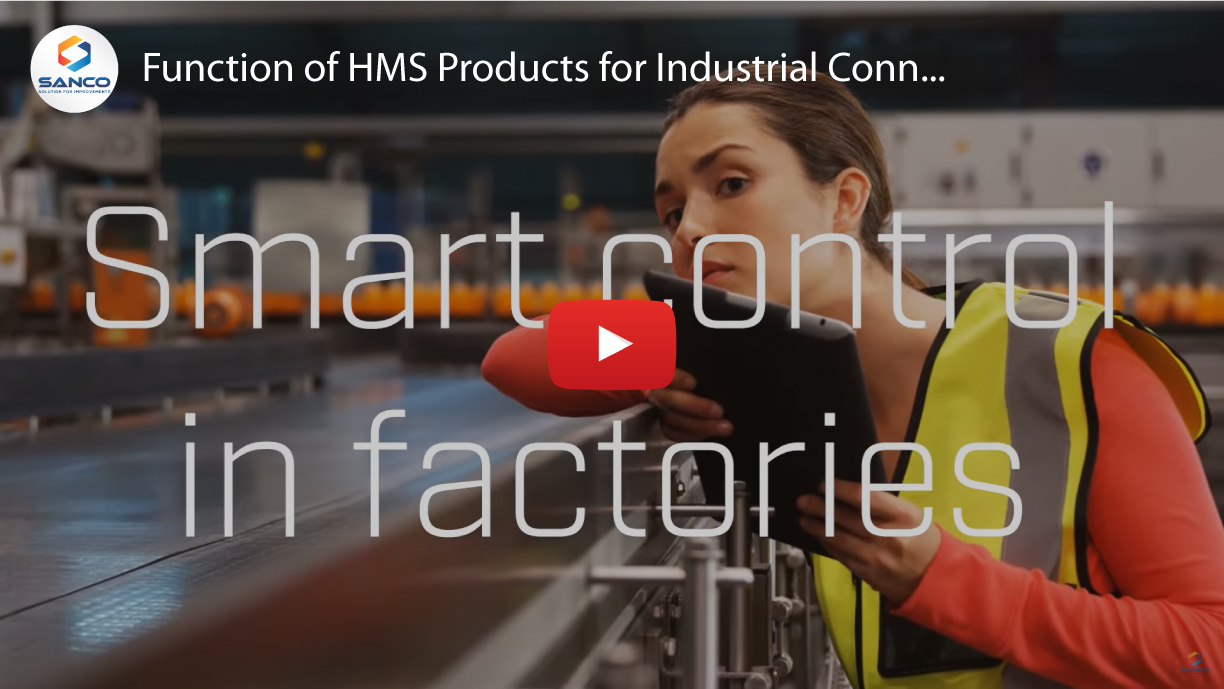 Function of HMS Products for Industrial Conn...
SANCO
SOLUTION FOR IMPROVEMENTS
Smart control
in factories